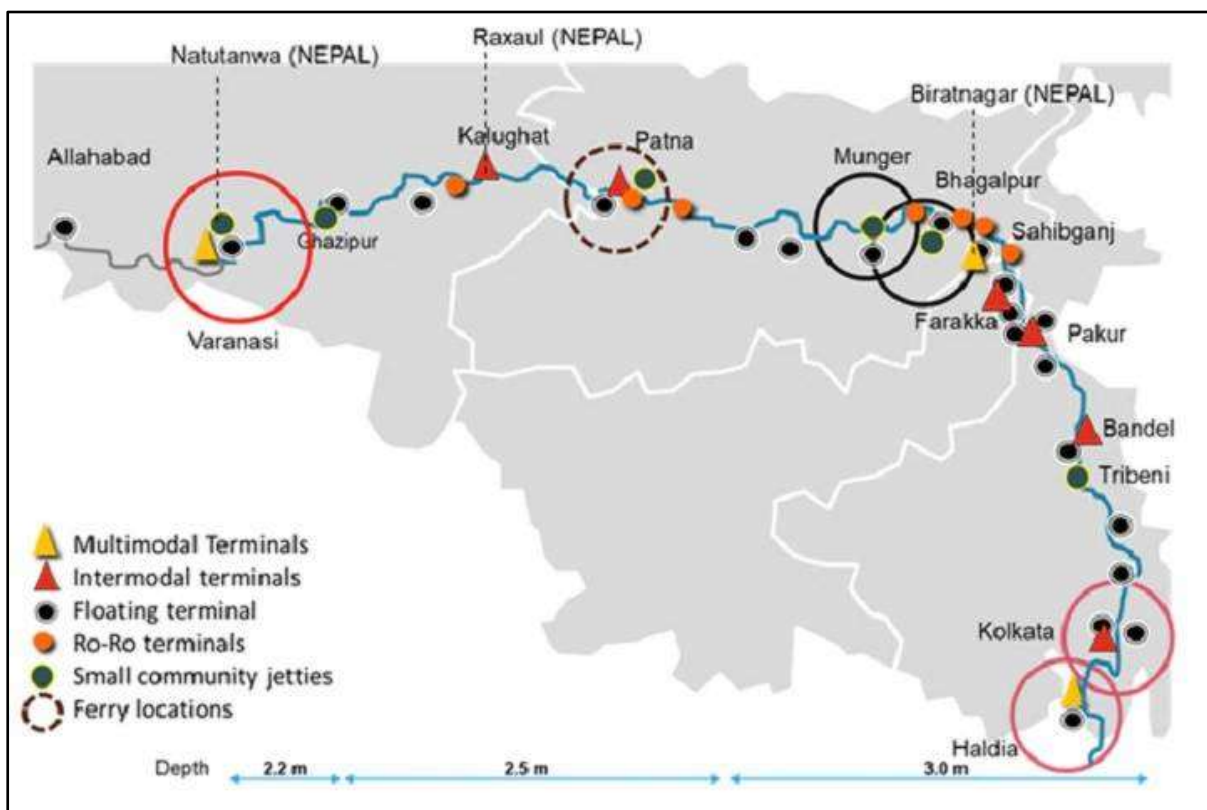 Natutanwa (NEPAL)
Raxaul (NEPAL)
Biratnagar (NEPAL)
Allahabad
Kalughat
Patna
Munger
Bhagalpur
Ghazipur
Sahibganj
Varanasi
Farakka
Pakur
Bandel
Tribeni
Kolkata
Haldia
Multimodal Terminals
Intermodal terminals
Floating terminal
Ro-Ro terminals
Small community jetties
Ferry locations
Depth 2.2 m 2.5 m 3.0 m